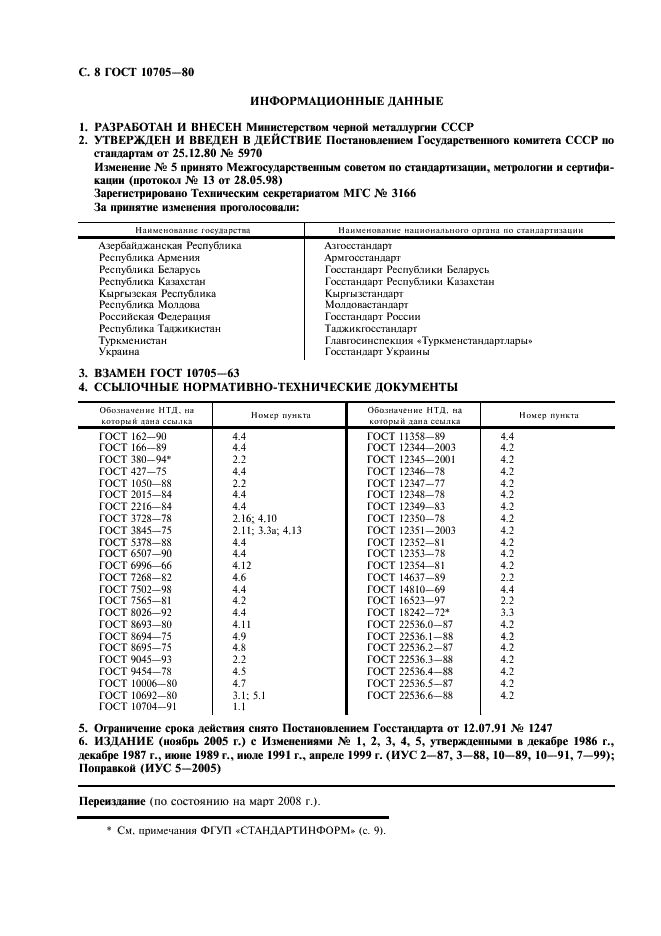 С. 8 ГОСТ 10705—80
ИНФОРМАЦИОННЫЕ ДАННЫЕ
1. РАЗРАБОТАН И ВНЕСЕН Министерством черной металлургии СССР
2. УТВЕРЖДЕН И ВВЕДЕН В ДЕЙСТВИЕ Постановлением Государственного комитета СССР по
стандартам от 25.12.80 № 5970
Изменение № 5 принято Межгосударственным советом по стандартизации, метрологии и сертифи-
кации (протокол № 13 от 28.05.98)
Зарегистрировано Техническим секретариатом МГС № 3166
За принятие изменения проголосовали:
Наименование государства Наименование национального органа по стандартизации
Азербайджанская Республика Азгосстандарт
Республика Армения Армгосстандарт
Республика Беларусь Госстандарт Республики Беларусь
Республика Казахстан Госстандарт Республики Казахстан
Кыргызская Республика Кыргызстандарт
Республика Молдова Молдовастандарт
Российская Федерация Госстандарт России
Республика Таджикистан Таджикгосстандарт
Туркменистан Главгосинспекция «Туркменстандартлары»
Украина Госстандарт Украины
3. ВЗАМЕН ГОСТ 10705—63
4. ССЫЛОЧНЫЕ НОРМАТИВНО-ТЕХНИЧЕСКИЕ ДОКУМЕНТЫ
Обозначение НТД, на
который дана ссылка
Номер пункта
Обозначение НТД, на
который дана ссылка
Номер пункта
ГОСТ 162—90 4.4
ГОСТ 166—89 4.4
ГОСТ 380—94* 2.2
ГОСТ 427—75 4.4
ГОСТ 1050—88 2.2
ГОСТ 2015—84 4.4
ГОСТ 2216—84 4.4
ГОСТ 3728—78 2.16; 4.10
ГОСТ 3845—75 2.11; 3.3а; 4.13
ГОСТ 5378—88 4.4
ГОСТ 6507—90 4.4
ГОСТ 6996—66 4.12
ГОСТ 7268—82 4.6
ГОСТ 7502—98 4.4
ГОСТ 7565—81 4.2
ГОСТ 8026—92 4.4
ГОСТ 8693—80 4.11
ГОСТ 8694—75 4.9
ГОСТ 8695—75 4.8
ГОСТ 9045—93 2.2
ГОСТ 9454—78 4.5
ГОСТ 10006—80 4.7
ГОСТ 10692—80 3.1; 5.1
ГОСТ 10704—91 1.1
ГОСТ 11358—89 4.4
ГОСТ 12344—2003 4.2
ГОСТ 12345—2001 4.2
ГОСТ 12346—78 4.2
ГОСТ 12347—77 4.2
ГОСТ 12348—78 4.2
ГОСТ 12349—83 4.2
ГОСТ 12350—78 4.2
ГОСТ 12351—2003 4.2
ГОСТ 12352—81 4.2
ГОСТ 12353—78 4.2
ГОСТ 12354—81 4.2
ГОСТ 14637—89 2.2
ГОСТ 14810—69 4.4
ГОСТ 16523—97 2.2
ГОСТ 18242—72* 3.3
ГОСТ 22536.0—87 4.2
ГОСТ 22536.1—88 4.2
ГОСТ 22536.2—87 4.2
ГОСТ 22536.3—88 4.2
ГОСТ 22536.4—88 4.2
ГОСТ 22536.5—87 4.2
ГОСТ 22536.6—88 4.2
5. Ограничение срока действия снято Постановлением Госстандарта от 12.07.91 № 1247
6. ИЗДАНИЕ (ноябрь 2005 г.) с Изменениями № 1, 2, 3, 4, 5, утвержденными в декабре 1986 г.,
декабре 1987 г., июне 1989 г., июле 1991 г., апреле 1999 г. (ИУС 2—87, 3—88, 10—89, 10—91, 7—99);
Поправкой (ИУС 5—2005)
Переиздание (по состоянию на март 2008 г.).
* См. примечания ФГУП «СТАНДАРТИНФОРМ» (с. 9).